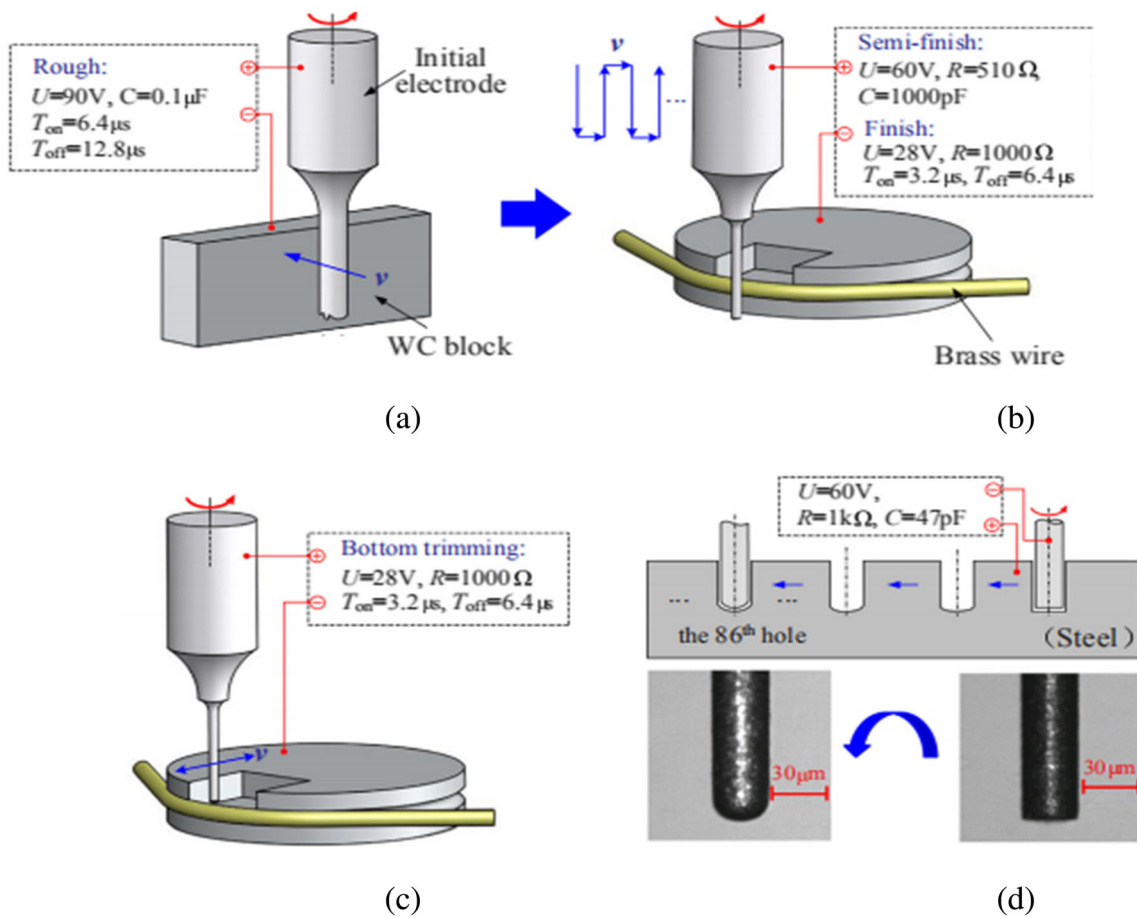 Rough:
U=90V, C=0.1μF
Ton=6.4μs
Toff=12.8μs
Initial
electrode
v
WC block
(a)
v
Semi-finish:
U=60V, R=510Ω,
C=1000pF
Finish:
U=28V, R=1000Ω
Ton=3.2μs, Toff=6.4μs
...
Brass wire
(b)
Bottom trimming:
U=28V, R=1000Ω
Ton=3.2μs, Toff=6.4μs
v
(c)
U=60V,
R=1kΩ, C=47pF
... ...
the 86th hole
(Steel)
30μm
30μm
(d)